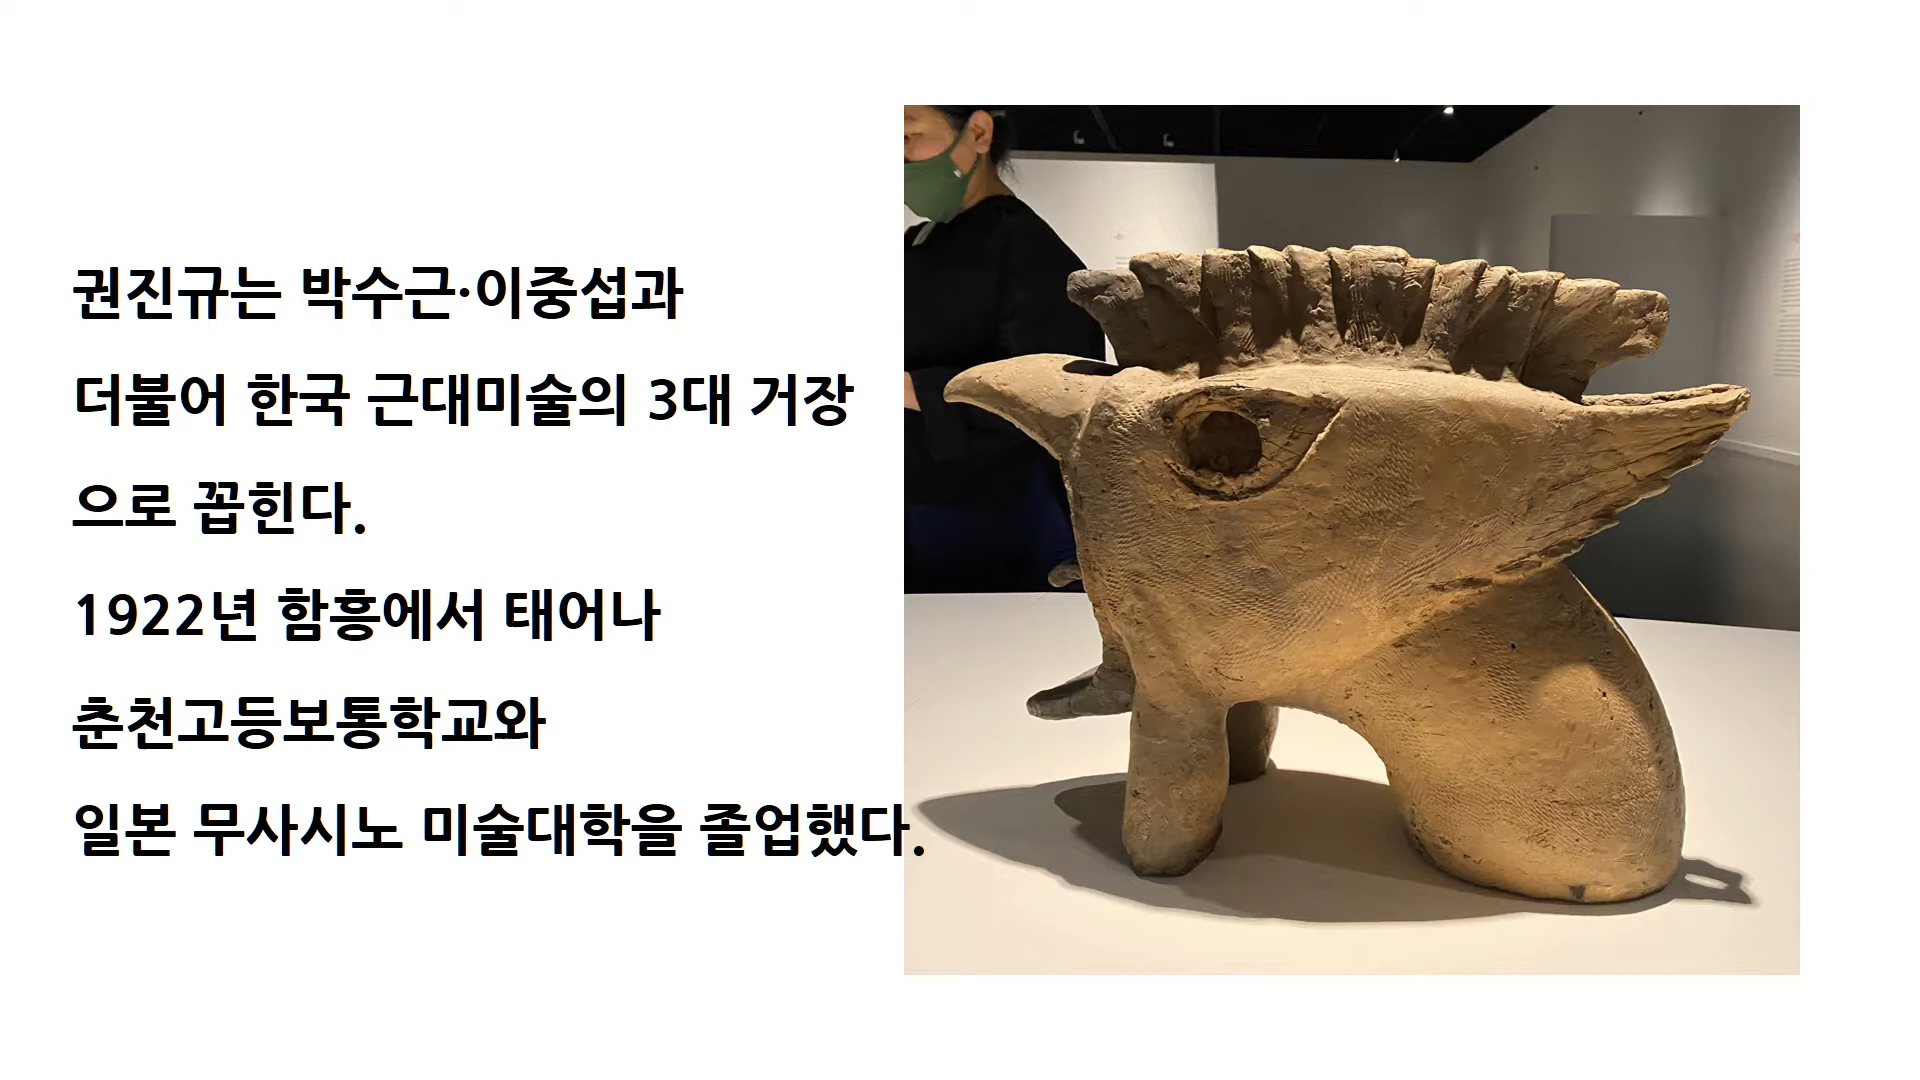 권진규는 박수근·이중섭과
더불어 한국 근대미술의 3대 거장
으로 꼽힌다.
1922년 함흥에서 태어나
춘천고등보통학교와
일본 무사시노 미술대학을 졸업했다.